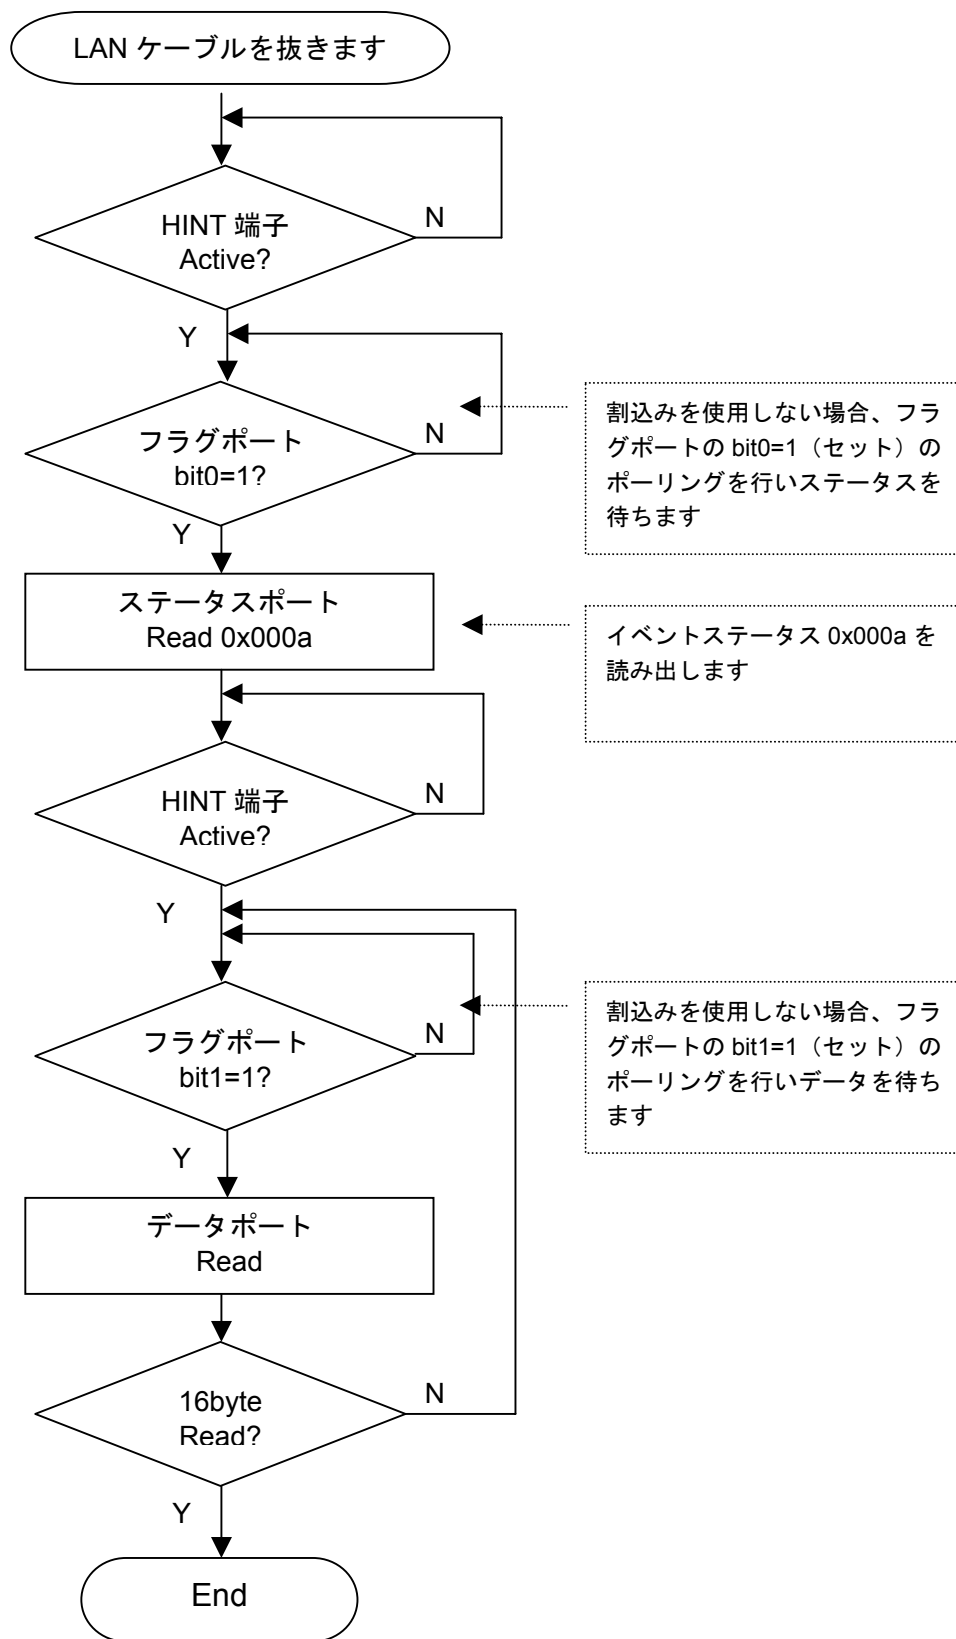 LAN ケーブルを抜きます
HINT 端子
Active?
N
Y
フラグポート
bit0=1?
N
Y
割込みを使用しない場合、フラ
グポートの bit0=1（セット）の
ポーリングを行いステータスを
待ちます
ステータスポート
Read 0x000a
イベントステータス 0x000a を
読み出します
HINT 端子
Active?
N
Y
フラグポート
bit1=1?
N
Y
割込みを使用しない場合、フラ
グポートの bit1=1（セット）の
ポーリングを行いデータを待ち
ます
データポート
Read
16byte
Read?
N
Y
End